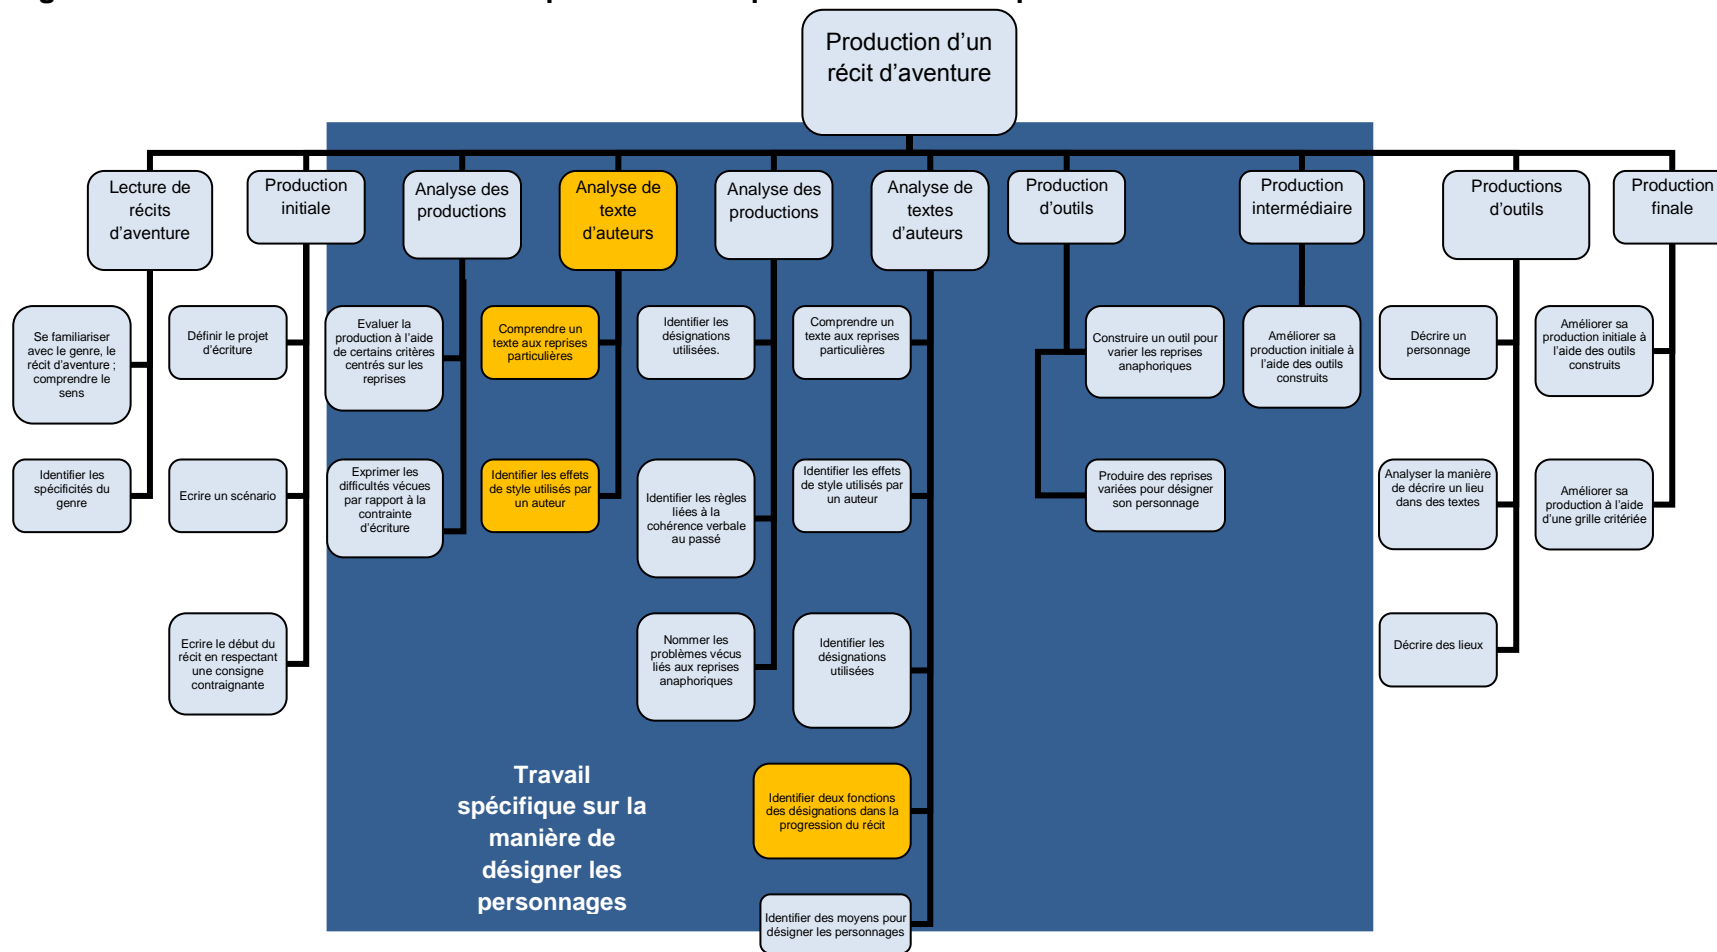 Production d'un
récit d'aventure
Lecture de
récits
d'aventure
Production
initiale
Analyse des
productions
Analyse de
texte
d'auteurs
Analyse des
productions
Analyse de
textes
d'auteurs
Production
d'outils
Production
intermédiaire
Productions
d'outils
Production
finale
Se familiariser
avec le genre, le
récit d'aventure ;
comprendre le
sens
Définir le projet
d'écriture
Evaluer la
production à l'aide
de certains critères
centrés sur les
reprises
Comprendre un
texte aux reprises
particulières
Identifier les
désignations
utilisées.
Comprendre un
texte aux reprises
particulières
Construire un outil pour
varier les reprises
anaphoriques
Améliorer sa
production initiale à
l'aide des outils
construits
Décrire un
personnage
Améliorer sa
production initiale à
l'aide des outils
construits
Identifier les
spécificités du
genre
Ecrire un scénario
Exprimer les
difficultés vécues
par rapport à la
contrainte
d'écriture
Identifier les effets
de style utilisés par
un auteur
Identifier les règles
liées à la
cohérence verbale
au passé
Identifier les effets
de style utilisés par
un auteur
Produire des reprises
variées pour désigner
son personnage
Analyser la manière
de décrire un lieu
dans des textes
Améliorer sa
production à l'aide
d'une grille critériée
Ecrire le début du
récit en respectant
une consigne
contraignante
Nommer les
problèmes vécus
liés aux reprises
anaphoriques
Identifier les
désignations
utilisées
Décrire des lieux
Travail
spécifique sur la
manière de
désigner les
personnages
Identifier deux fonctions
des désignations dans la
progression du récit
Identifier des moyens pour
désigner les personnages